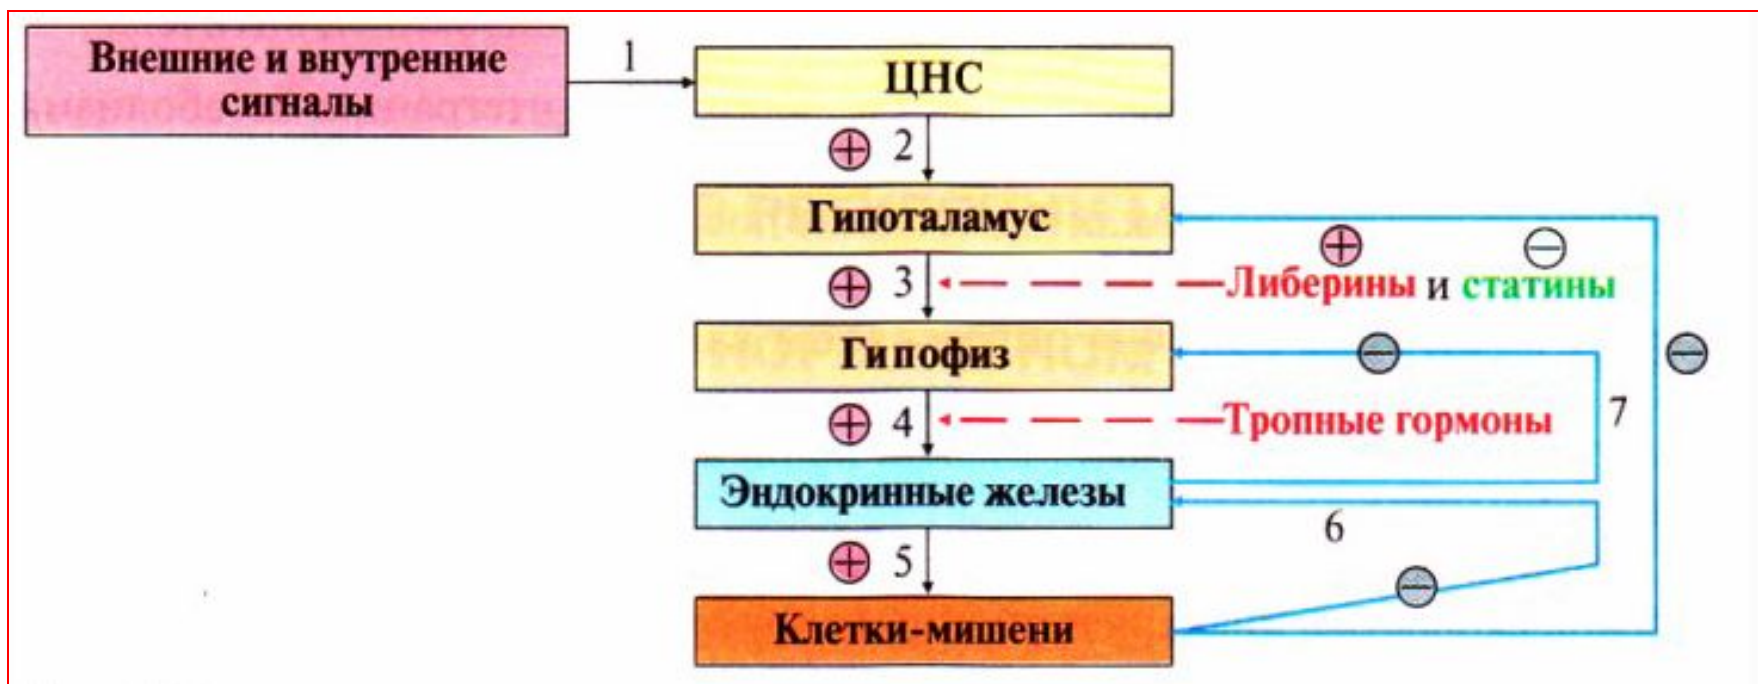 Внешние и внутренние
сигналы
1
ЦНС
2
Гипоталамус
3
Либерины и статины
Гипофиз
4
Тропные гормоны
7
Эндокринные железы
6
5
Клетки-мишени